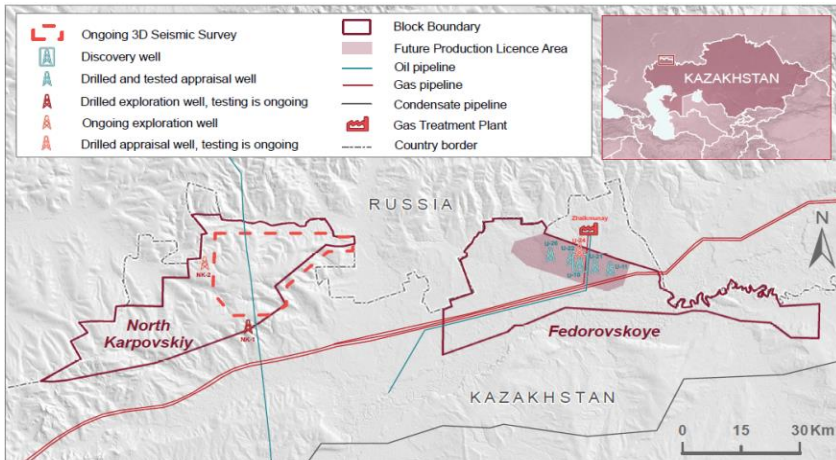 Ongoing 3D Seismic Survey
Discovery well
Drilled and tested appraisal well
Drilled exploration well, testing is ongoing
Ongoing exploration well
Drilled appraisal well, testing is ongoing
Block Boundary
Future Production Licence Area
Oil pipeline
Gas pipeline
Condensate pipeline
Gas Treatment Plant
Country border
KAZAKHSTAN
RUSSIA
N
NK-2
North
Karpovskiy
NK-1
U-24
U-21
Fedorovskoye
KAZAKHSTAN
0 15 30 Km